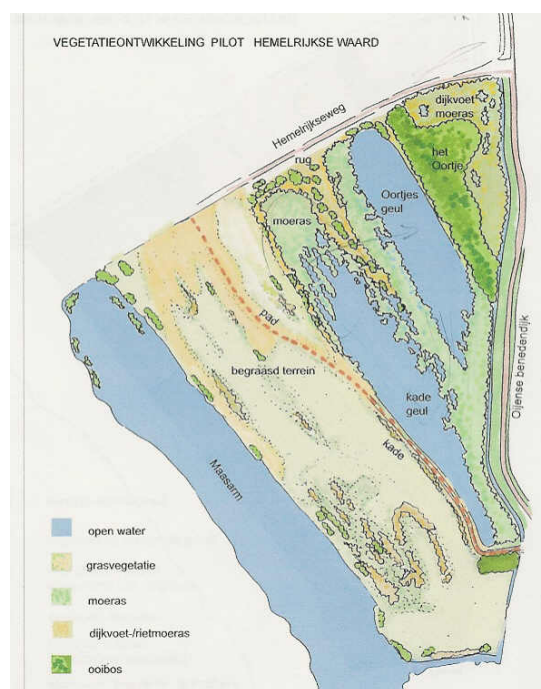 VEGETATIEONTWIKKELING PILOT HEMELRIJKSE WAARD
Hemelrijkseweg
dijkvoet
moeras
het
Oortje
rug
Oortjes
geul
moeras
pad
begraasd terrein
kade
geul
kade
Maasarm
Oijense benedendijk
open water
grasvegetatie
moeras
dijkvoet-/rietmoeras
ooibos